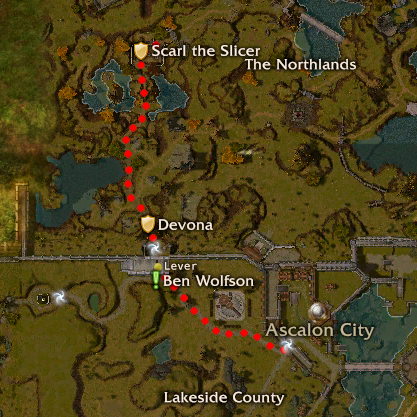 Scarl the Slicer
The Northlands
Devona
Lever
Ben Wolfson
Ascalon City
Lakeside County